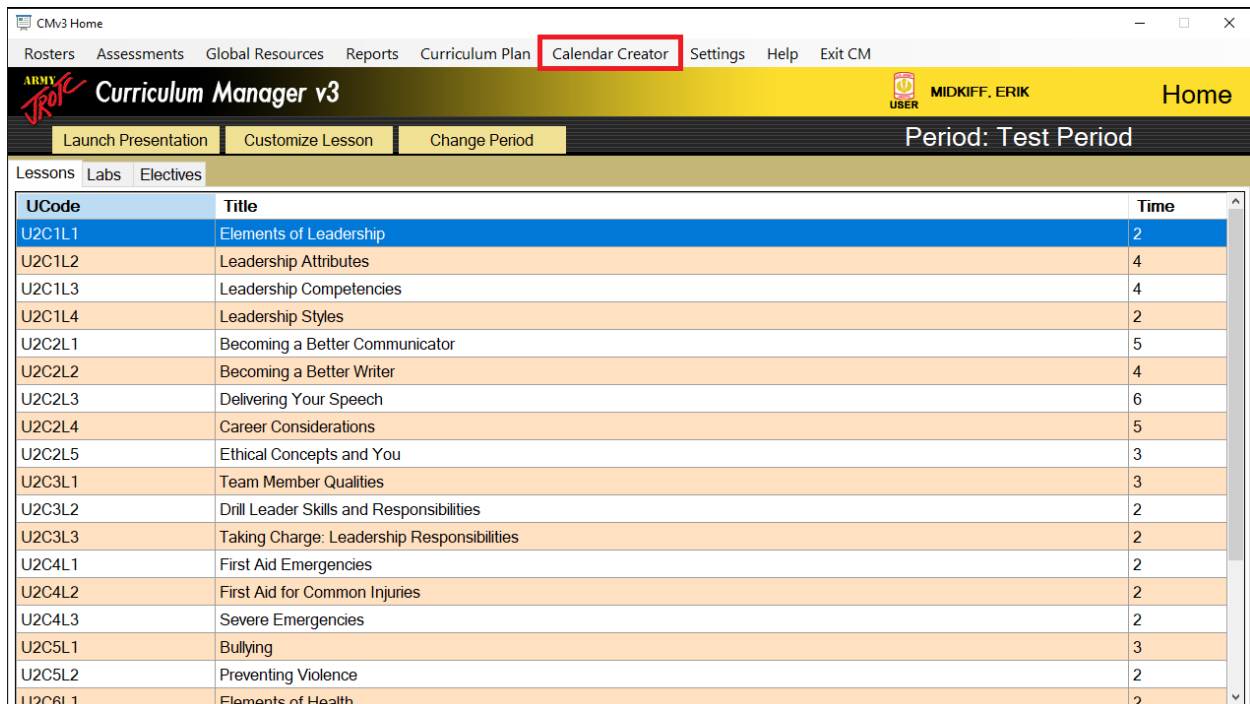 CMv3 Home
Rosters Assessments Global Resources Reports Curriculum Plan Calendar Creator Settings Help Exit CM
ARMY
JROTC
Curriculum Manager v3
USER
MIDKIFF, ERIK
Home
Launch Presentation Customize Lesson Change Period
Period: Test Period
Lessons Labs Electives
UCode Title Time
U2C1L1 Elements of Leadership 2
U2C1L2 Leadership Attributes 4
U2C1L3 Leadership Competencies 4
U2C1L4 Leadership Styles 2
U2C2L1 Becoming a Better Communicator 5
U2C2L2 Becoming a Better Writer 4
U2C2L3 Delivering Your Speech 6
U2C2L4 Career Considerations 5
U2C2L5 Ethical Concepts and You 3
U2C3L1 Team Member Qualities 3
U2C3L2 Drill Leader Skills and Responsibilities 2
U2C3L3 Taking Charge: Leadership Responsibilities 2
U2C4L1 First Aid Emergencies 2
U2C4L2 First Aid for Common Injuries 2
U2C4L3 Severe Emergencies 2
U2C5L1 Bullying 3
U2C5L2 Preventing Violence 2
U2C6L1 Elements of Health 2